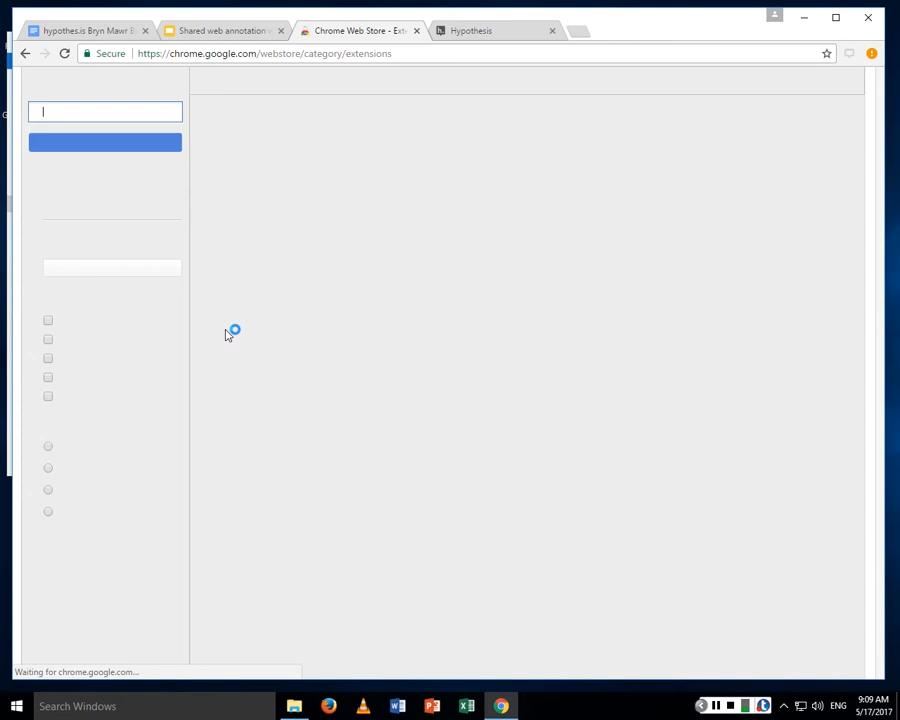 hypothes.is Bryn Mawr B
Shared web annotation w
Chrome Web Store - Exte
Hypothesis
Secure https://chrome.google.com/webstore/category/extensions
Waiting for chrome.google.com...
Search Windows
ENG
9:09 AM
5/17/2017